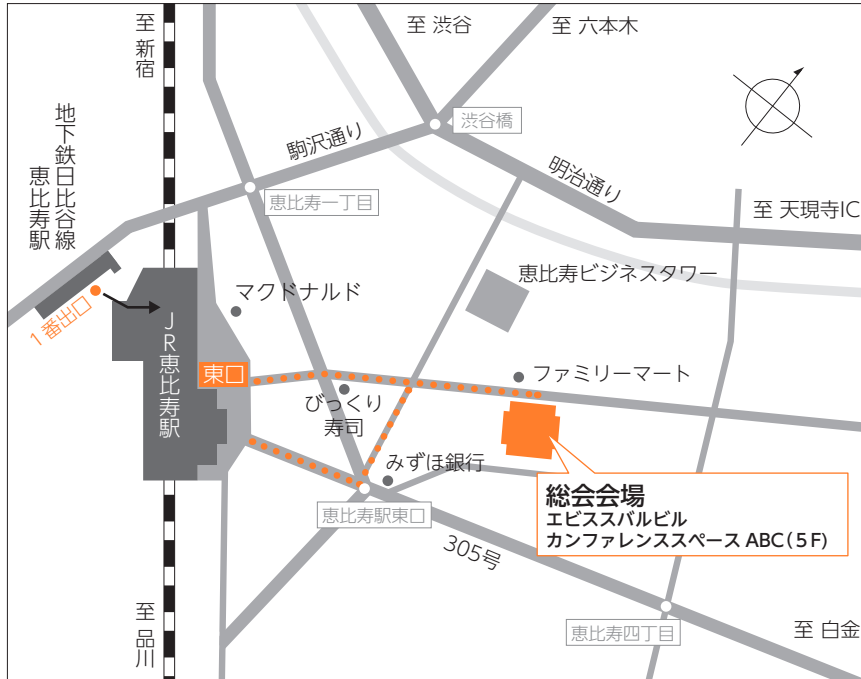 至 新宿
至 渋谷
至 六本木
地下鉄日比谷線
恵比寿駅
渋谷橋
駒沢通り
明治通り
恵比寿一丁目
至 天現寺IC
恵比寿ビジネスタワー
マクドナルド
1番出口
JR恵比寿駅
東口
ファミリーマート
びっくり
寿司
みずほ銀行
総会会場
エビススバルビル
カンファレンススペース ABC(5F)
恵比寿駅東口
305号
恵比寿四丁目
至 白金
至 品川